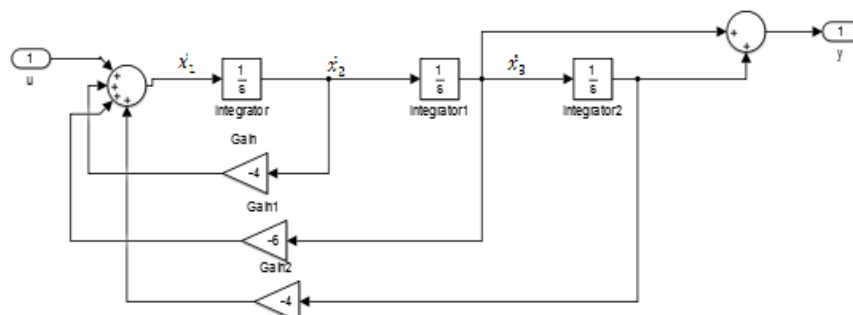 1
u
+
+
+
+
ẋ1
1
s
Integrator
ẋ2
1
s
Integrator1
ẋ3
1
s
Integrator2
+
+
1
y
Gain
-4
Gain1
-6
Gain2
-4